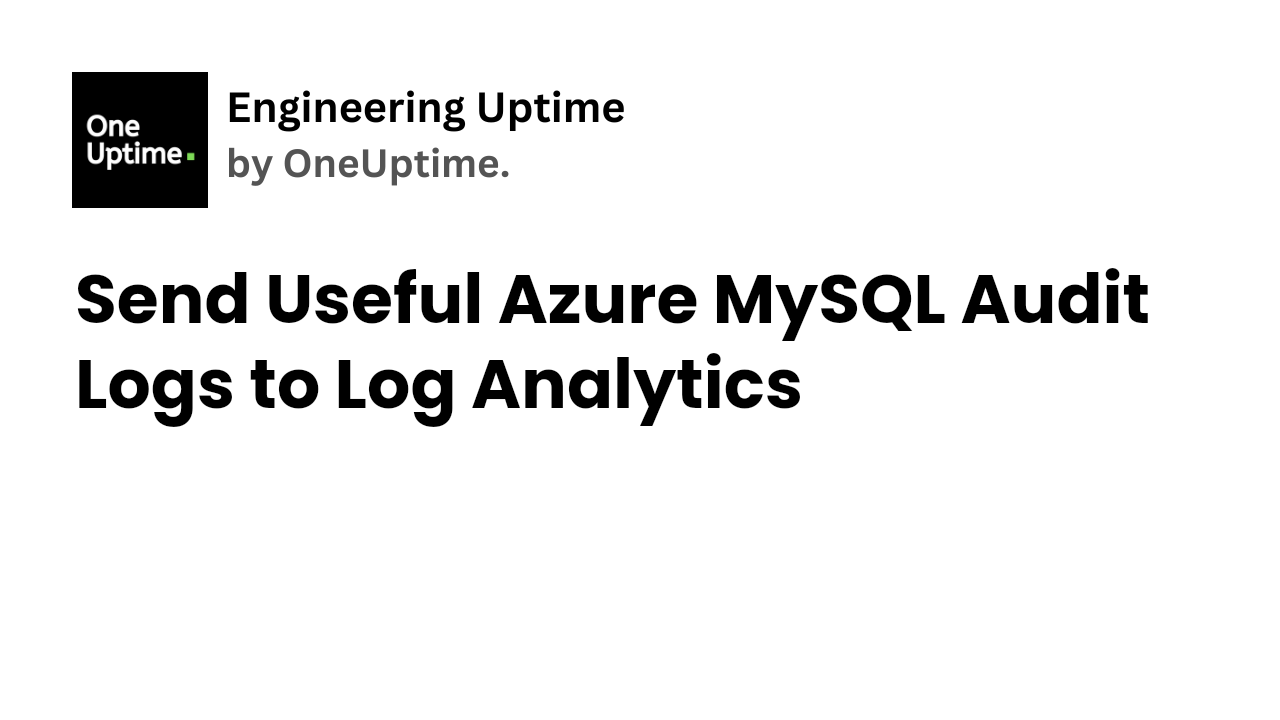 One
Uptime
Engineering Uptime
by OneUptime.
Send Useful Azure MySQL Audit
Logs to Log Analytics